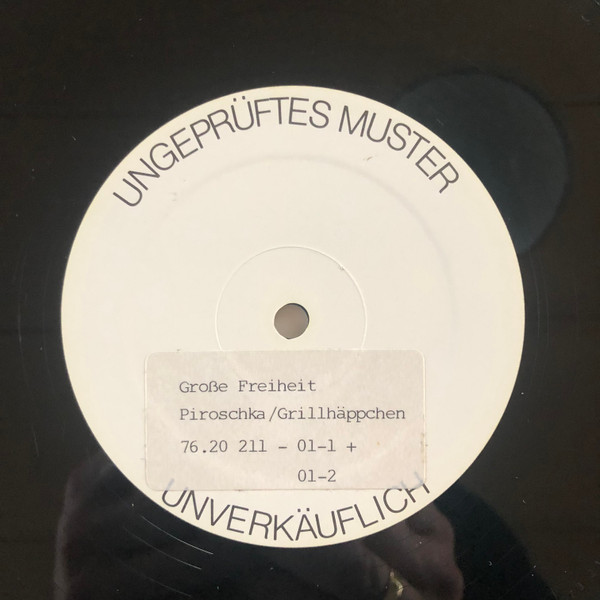 UNGEPRÜFTES MUSTER
Große Freiheit
Piroschka/Grillhäppchen
76.20 211 - 01-1 +
01-2
UNVERKÄUFLICH